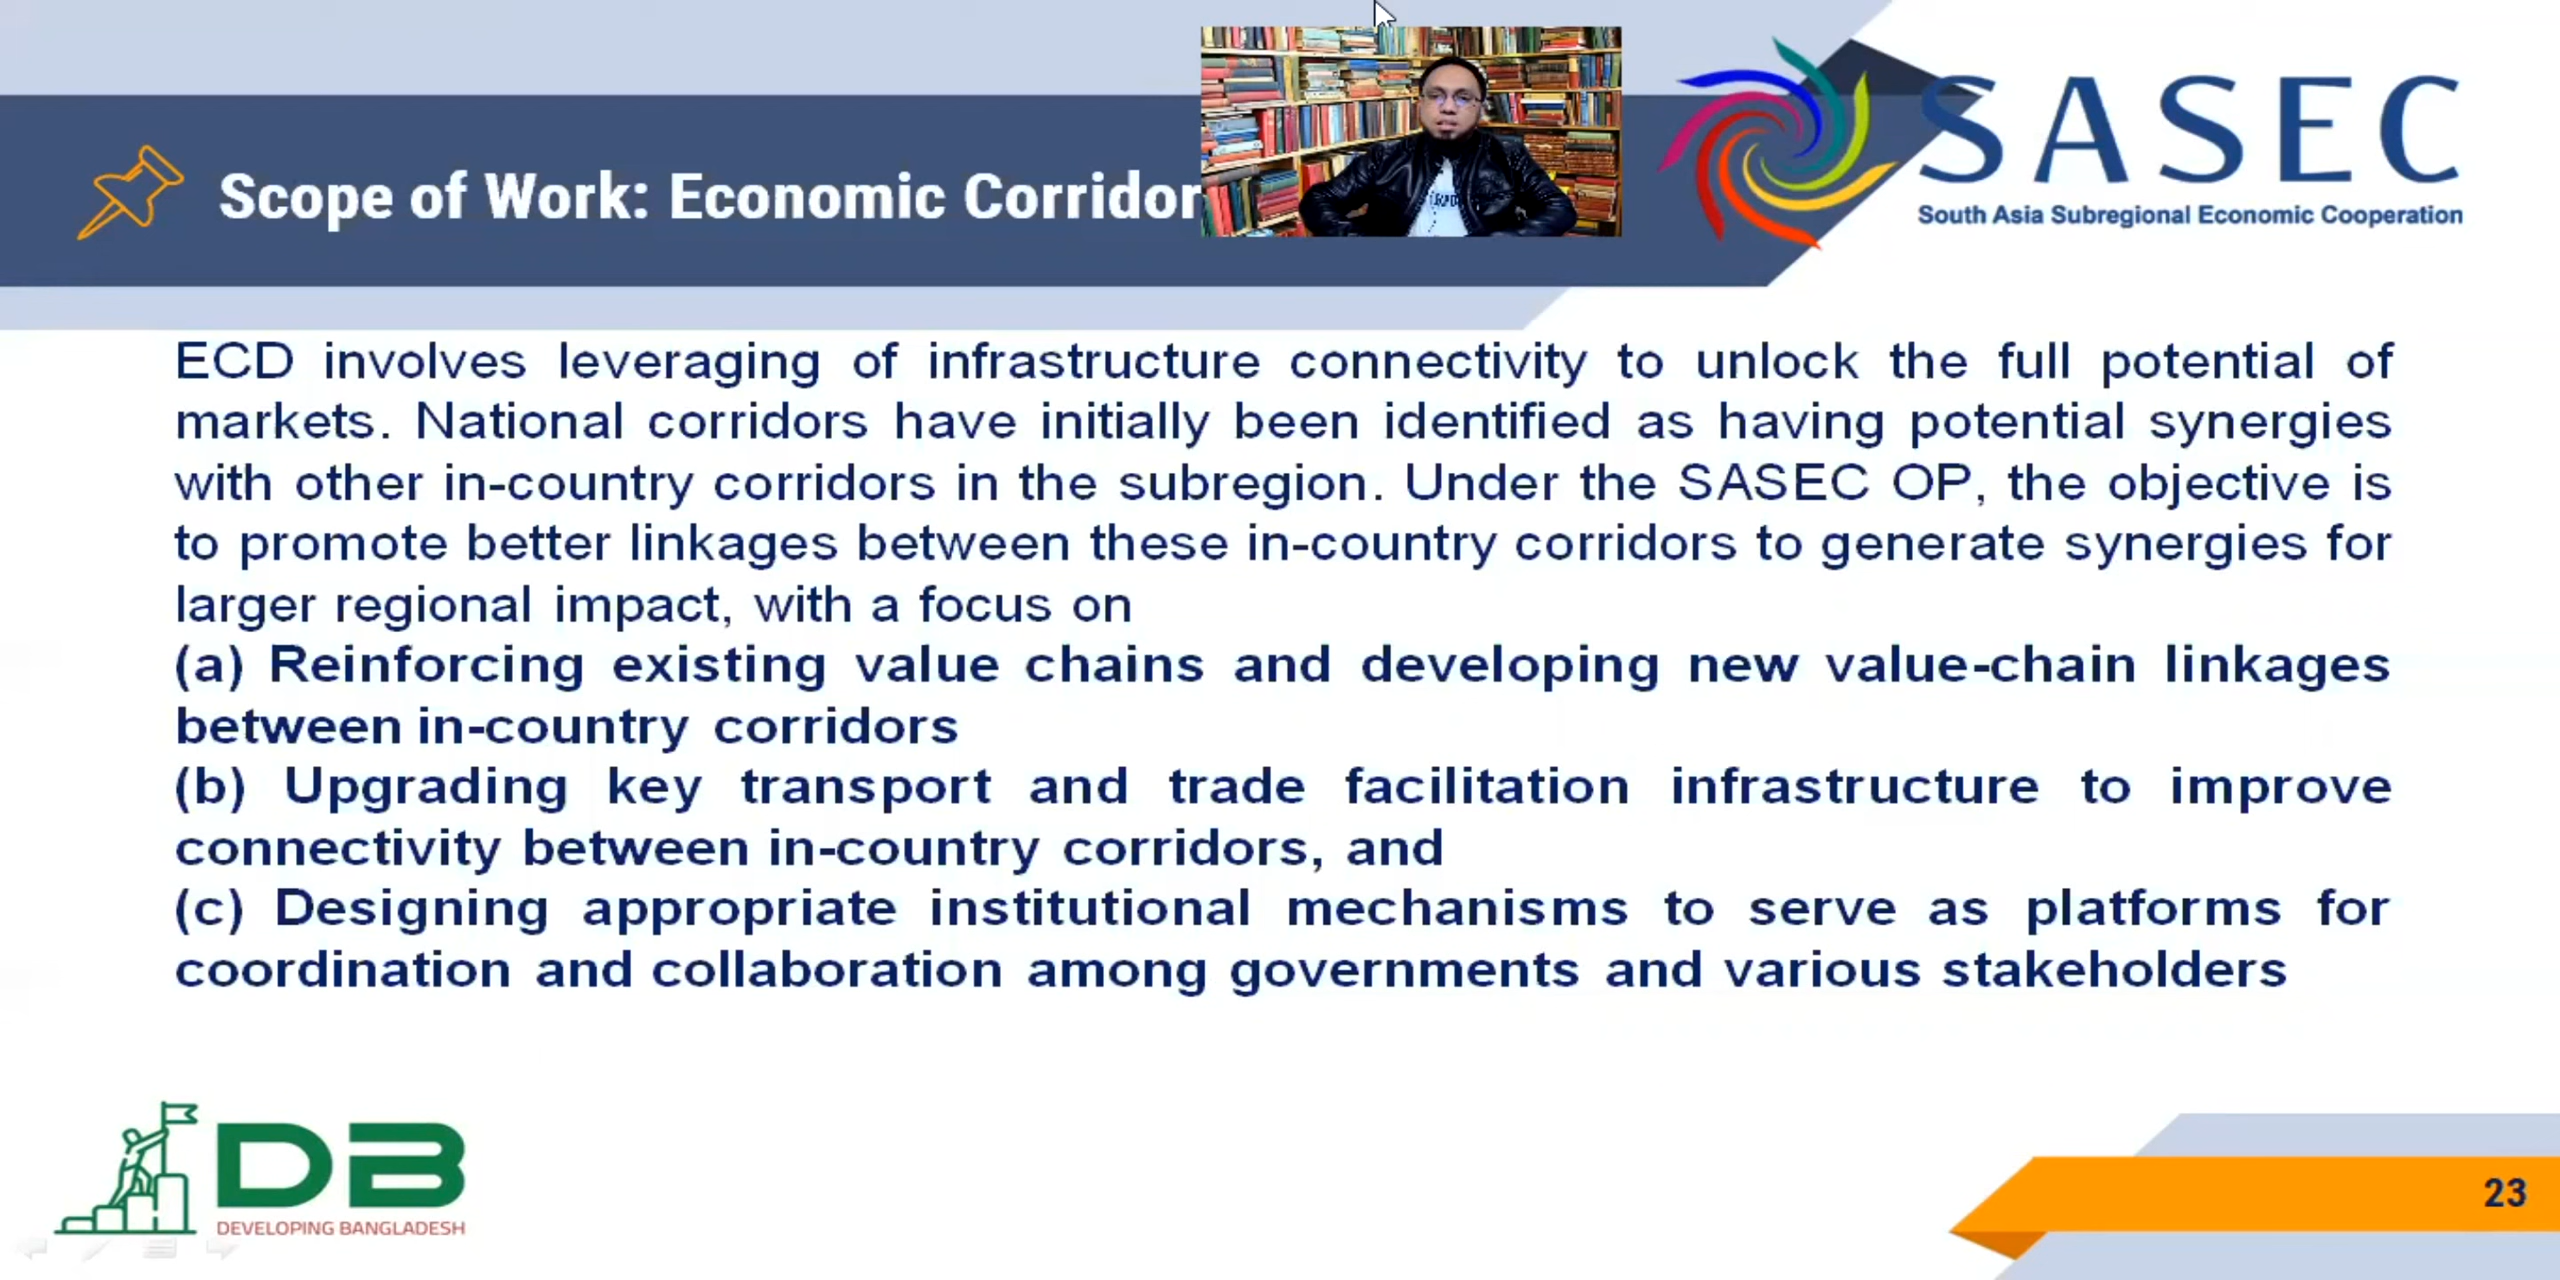 Scope of Work: Economic Corridor
SASEC
South Asia Subregional Economic Cooperation
ECD involves leveraging of infrastructure connectivity to unlock the full potential of
markets. National corridors have initially been identified as having potential synergies
with other in-country corridors in the subregion. Under the SASEC OP, the objective is
to promote better linkages between these in-country corridors to generate synergies for
larger regional impact, with a focus on
(a) Reinforcing existing value chains and developing new value-chain linkages
between in-country corridors
(b) Upgrading key transport and trade facilitation infrastructure to improve
connectivity between in-country corridors, and
(c) Designing appropriate institutional mechanisms to serve as platforms for
coordination and collaboration among governments and various stakeholders
DB
DEVELOPING BANGLADESH
23